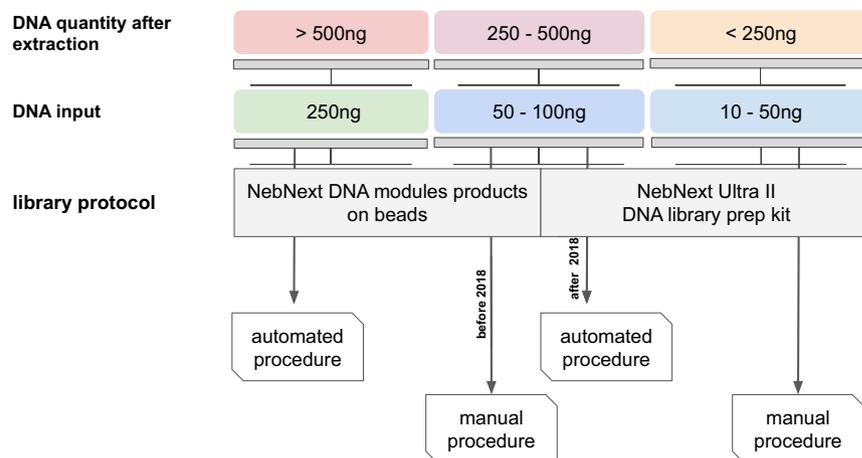 DNA quantity after
extraction
> 500ng
250 - 500ng
< 250ng
DNA input
250ng
50 - 100ng
10 - 50ng
library protocol
NebNext DNA modules products
on beads
NebNext Ultra II
DNA library prep kit
before 2018
after 2018
automated
procedure
automated
procedure
manual
procedure
manual
procedure